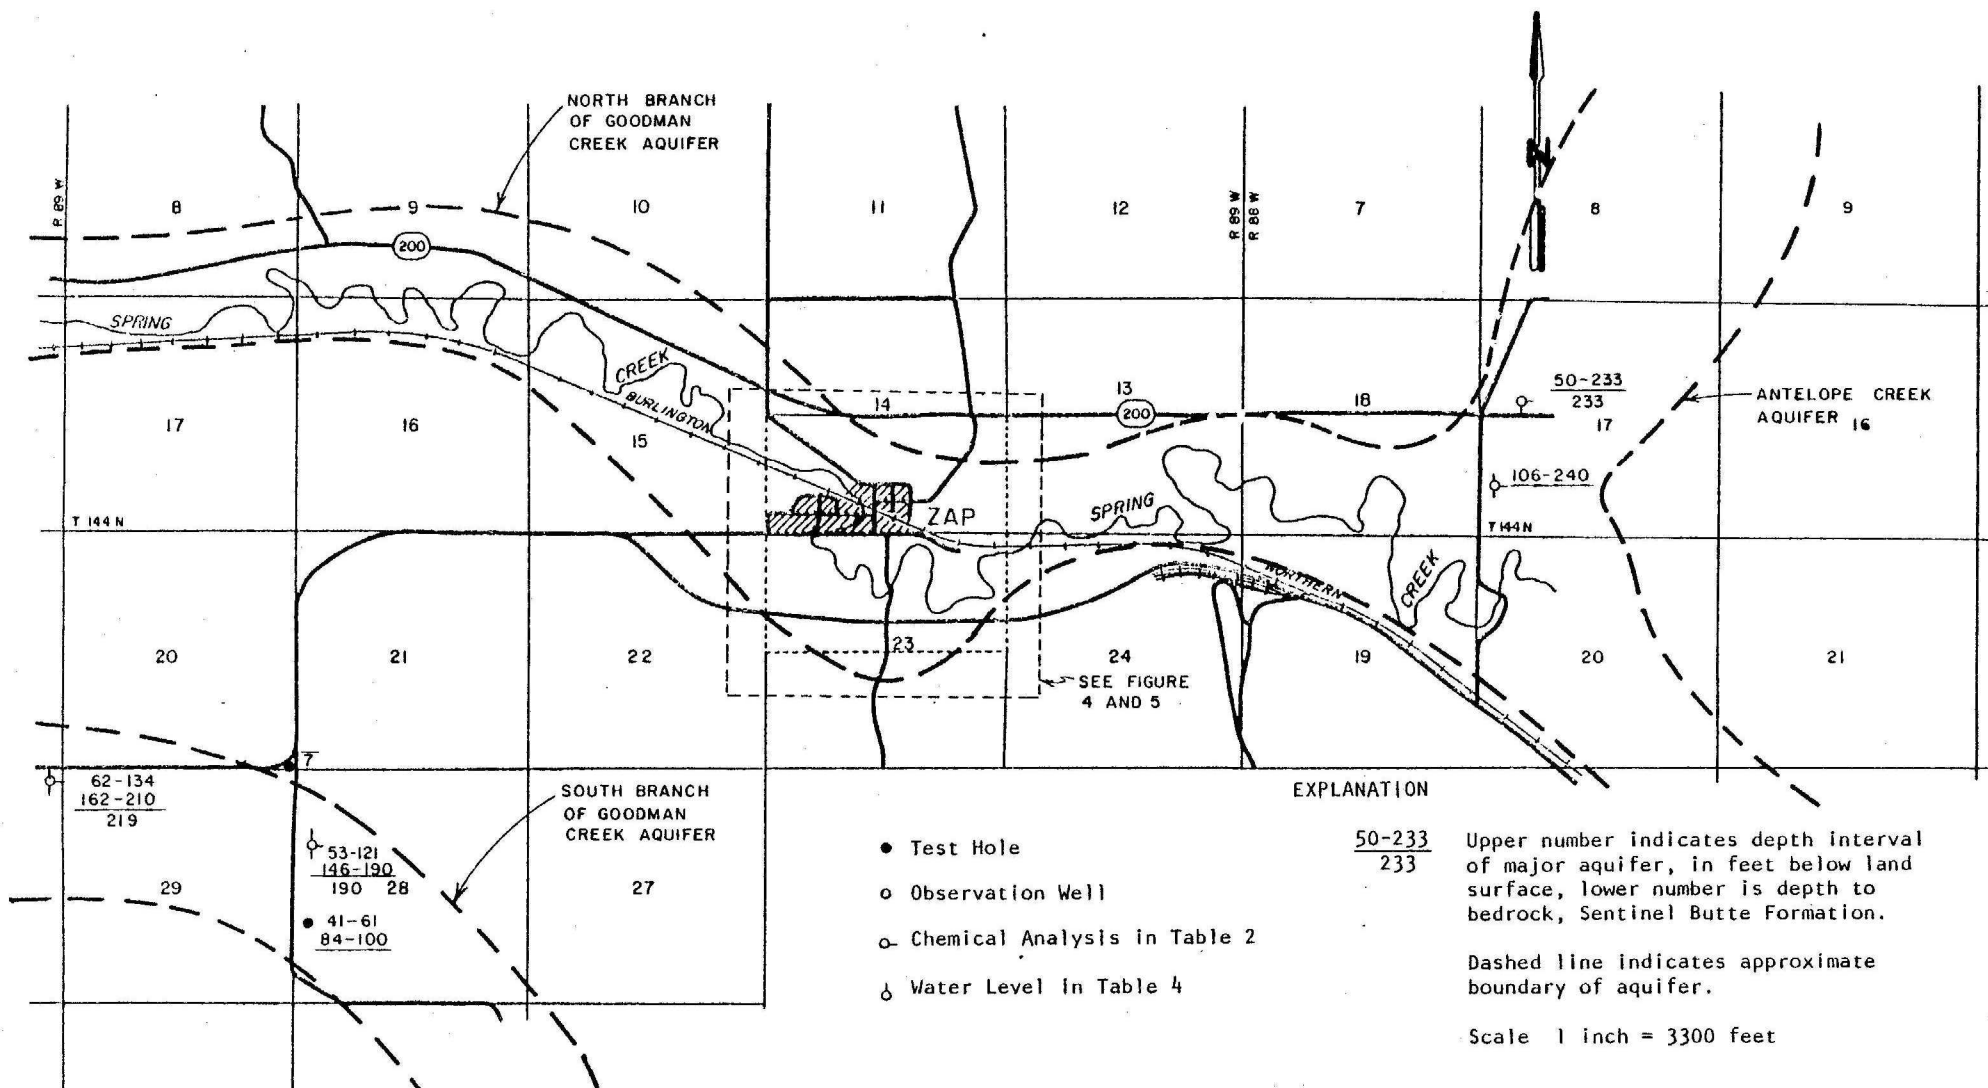 NORTH BRANCH
OF GOODMAN
CREEK AQUIFER
R 89 W
8
9
10
11
12
R 89 W
R 88 W
7
N
8
9
200
SPRING
CREEK
BURLINGTON
17
16
15
14
13
200
18
50-233
233
17
ANTELOPE CREEK
AQUIFER
16
106-240
T 144 N
ZAP
SPRING
T 144 N
NORTHERN
CREEK
20
21
22
23
24
19
20
21
SEE FIGURE
4 AND 5
7
62-134
162-210
219
SOUTH BRANCH
OF GOODMAN
CREEK AQUIFER
53-121
146-190
190
28
29
27
41-61
84-100
EXPLANATION
Test Hole
Observation Well
Chemical Analysis in Table 2
Water Level in Table 4
50-233
233
Upper number indicates depth interval
of major aquifer, in feet below land
surface, lower number is depth to
bedrock, Sentinel Butte Formation.
Dashed line indicates approximate
boundary of aquifer.
Scale 1 inch = 3300 feet